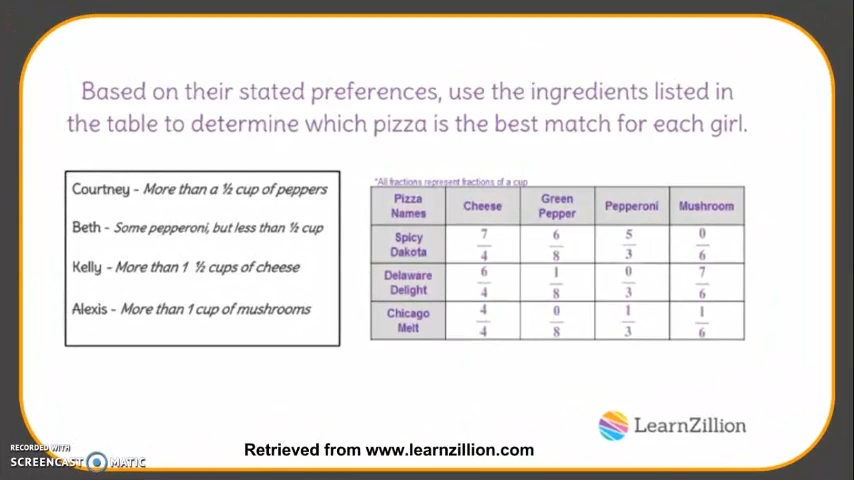 Based on their stated preferences, use the ingredients listed in
the table to determine which pizza is the best match for each girl.
Courtney - More than a ½ cup of peppers
Beth - Some pepperoni, but less than ½ cup
Kelly - More than 1 ½ cups of cheese
Alexis - More than 1 cup of mushrooms
*All fractions represent fractions of a cup
Pizza Names Cheese Green Pepper Pepperoni Mushroom
Spicy Dakota 7/4 6/8 5/3 0/6
Delaware Delight 6/4 1/8 0/3 7/6
Chicago Melt 4/4 0/8 1/3 1/6
LearnZillion
Retrieved from www.learnzillion.com
RECORDED WITH
SCREENCAST MATIC